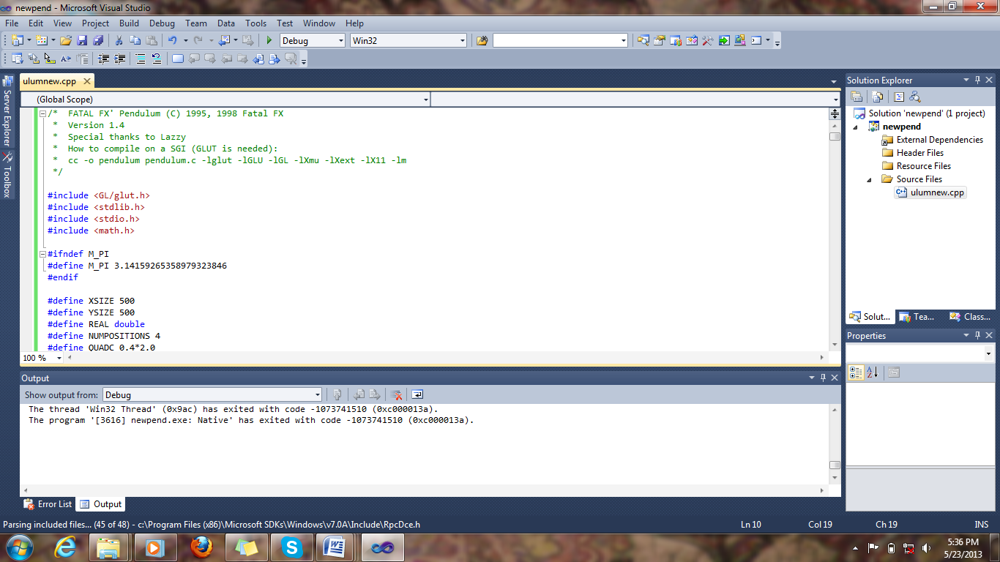 newpend - Microsoft Visual Studio
File Edit View Project Build Debug Team Data Tools Test Window Help
Debug Win32
ulumnew.cpp
(Global Scope)
Server Explorer
Toolbox
/*  FATAL FX' Pendulum (C) 1995, 1998 Fatal FX
 *  Version 1.4
 *  Special thanks to Lazzy
 *  How to compile on a SGI (GLUT is needed):
 *  cc -o pendulum pendulum.c -lglut -lGLU -lGL -lXmu -lXext -lX11 -lm
 */
#include <GL/glut.h>
#include <stdlib.h>
#include <stdio.h>
#include <math.h>
#ifndef M_PI
#define M_PI 3.14159265358979323846
#endif
#define XSIZE 500
#define YSIZE 500
#define REAL double
#define NUMPOSITIONS 4
#define QUADC 0.4*2.0
100 %
Solution Explorer
Solution 'newpend' (1 project)
newpend
External Dependencies
Header Files
Resource Files
Source Files
ulumnew.cpp
Solut... Tea... Class...
Properties
Output
Show output from: Debug
The thread 'Win32 Thread' (0x9ac) has exited with code -1073741510 (0xc000013a).
The program '[3616] newpend.exe: Native' has exited with code -1073741510 (0xc000013a).
Error List Output
Parsing included files... (45 of 48) - c:\Program Files (x86)\Microsoft SDKs\Windows\v7.0A\Include\RpcDce.h Ln 10 Col 19 Ch 19 INS
5:36 PM
5/23/2013